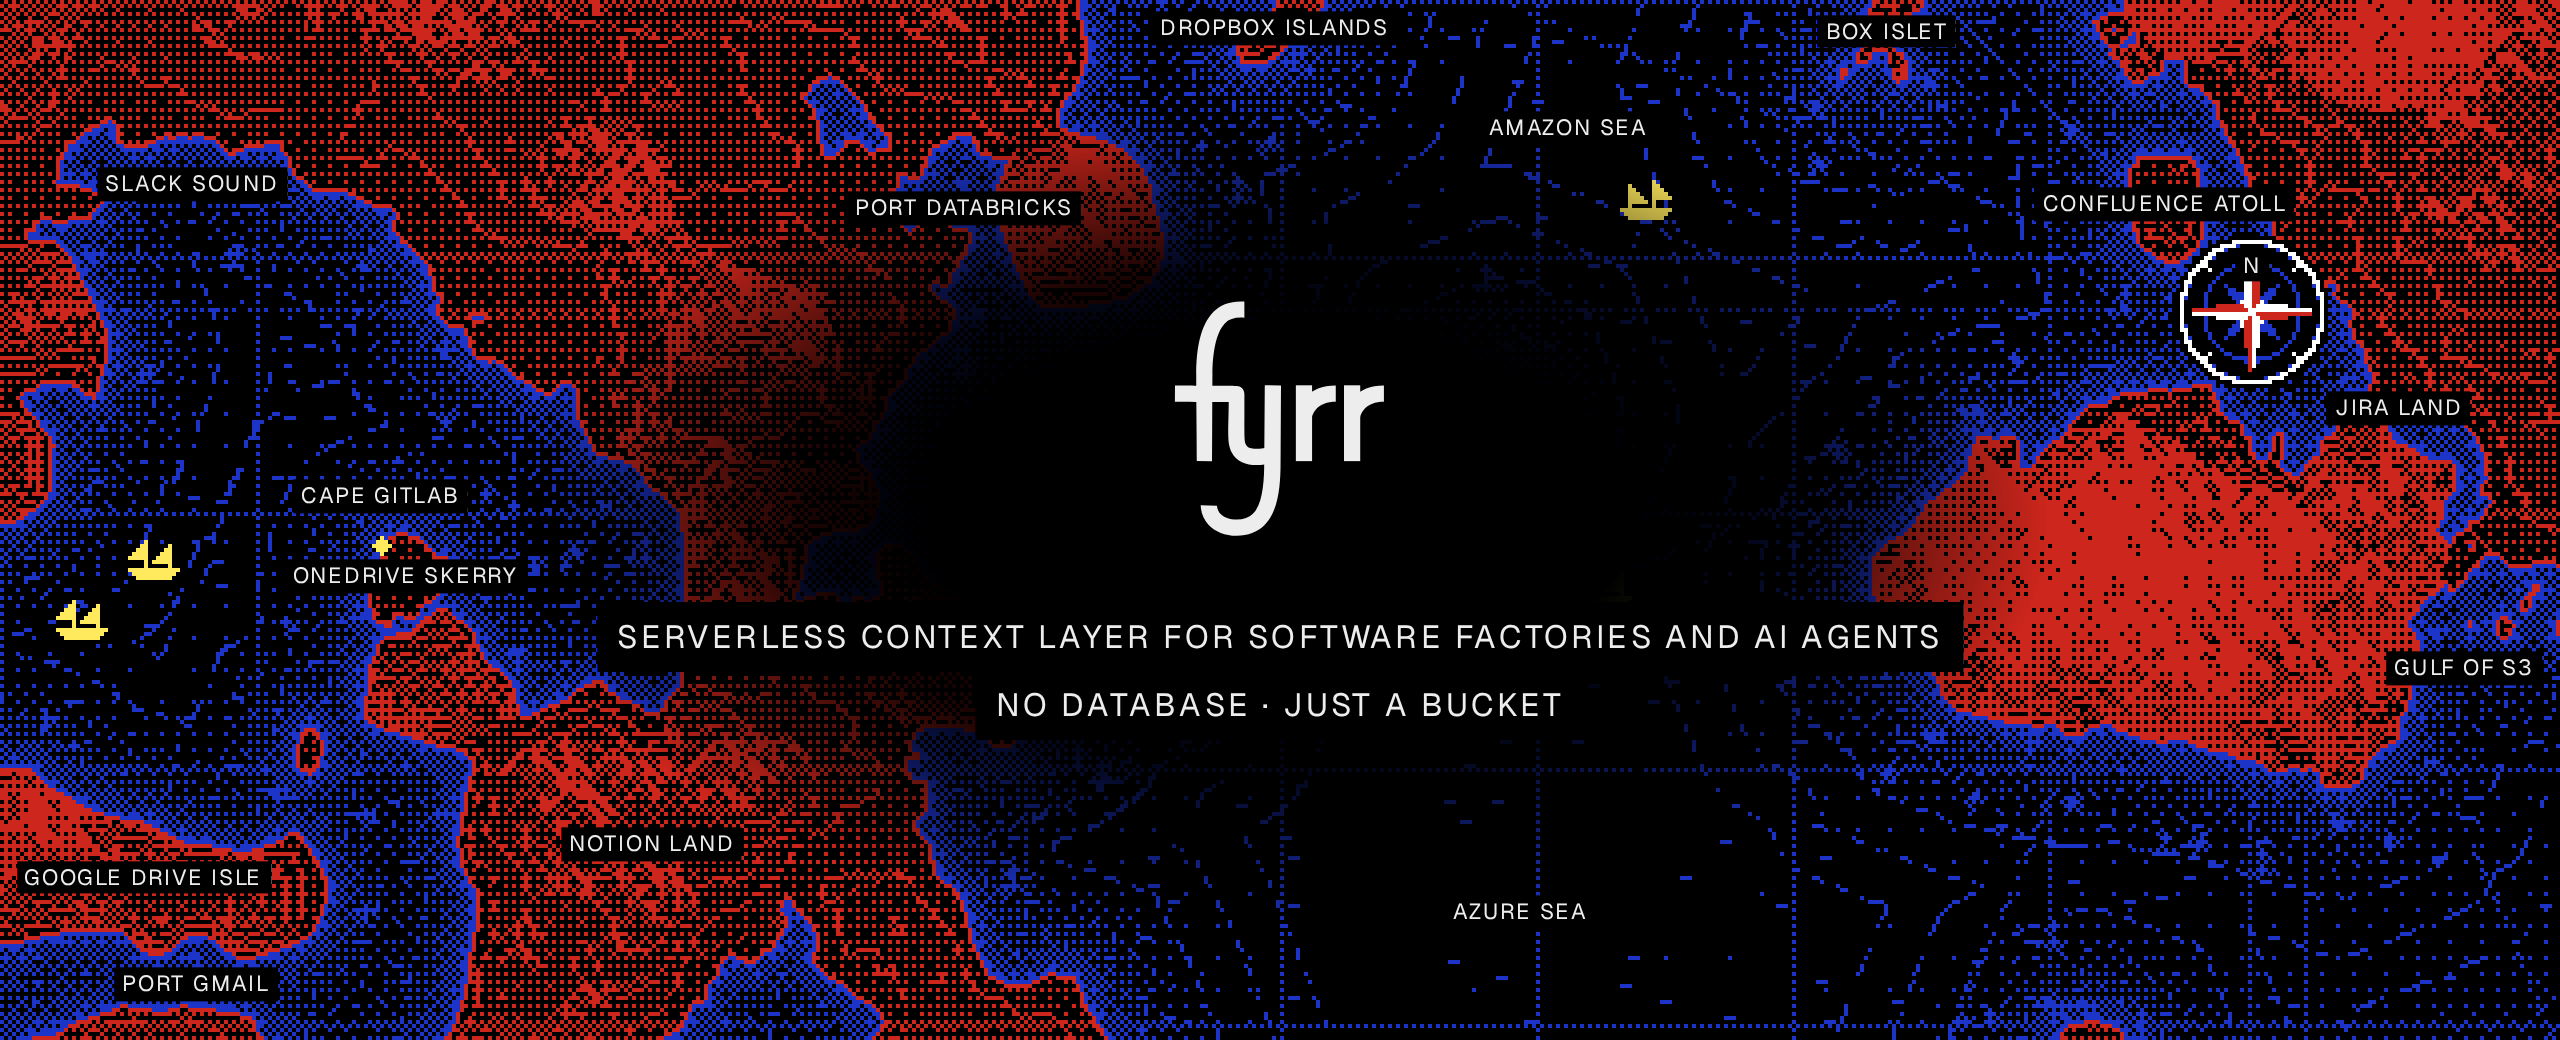 DROPBOX ISLANDS
BOX ISLET
AMAZON SEA
SLACK SOUND
PORT DATABRICKS
CONFLUENCE ATOLL
N
fyrr
JIRA LAND
CAPE GITLAB
ONEDRIVE SKERRY
SERVERLESS CONTEXT LAYER FOR SOFTWARE FACTORIES AND AI AGENTS
GULF OF S3
NO DATABASE · JUST A BUCKET
NOTION LAND
GOOGLE DRIVE ISLE
AZURE SEA
PORT GMAIL